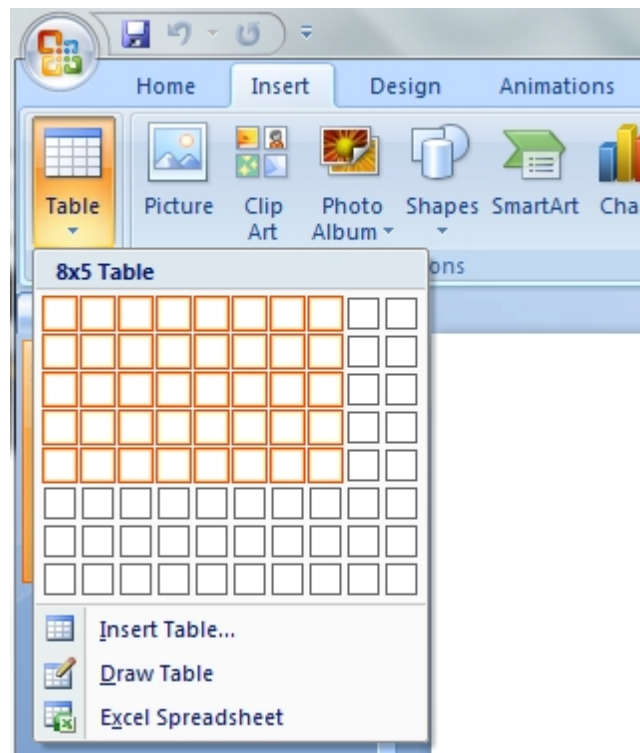 Home Insert Design Animations
Table Picture Clip Art Photo Album Shapes SmartArt Cha
ons
8x5 Table
Insert Table...
Draw Table
Excel Spreadsheet